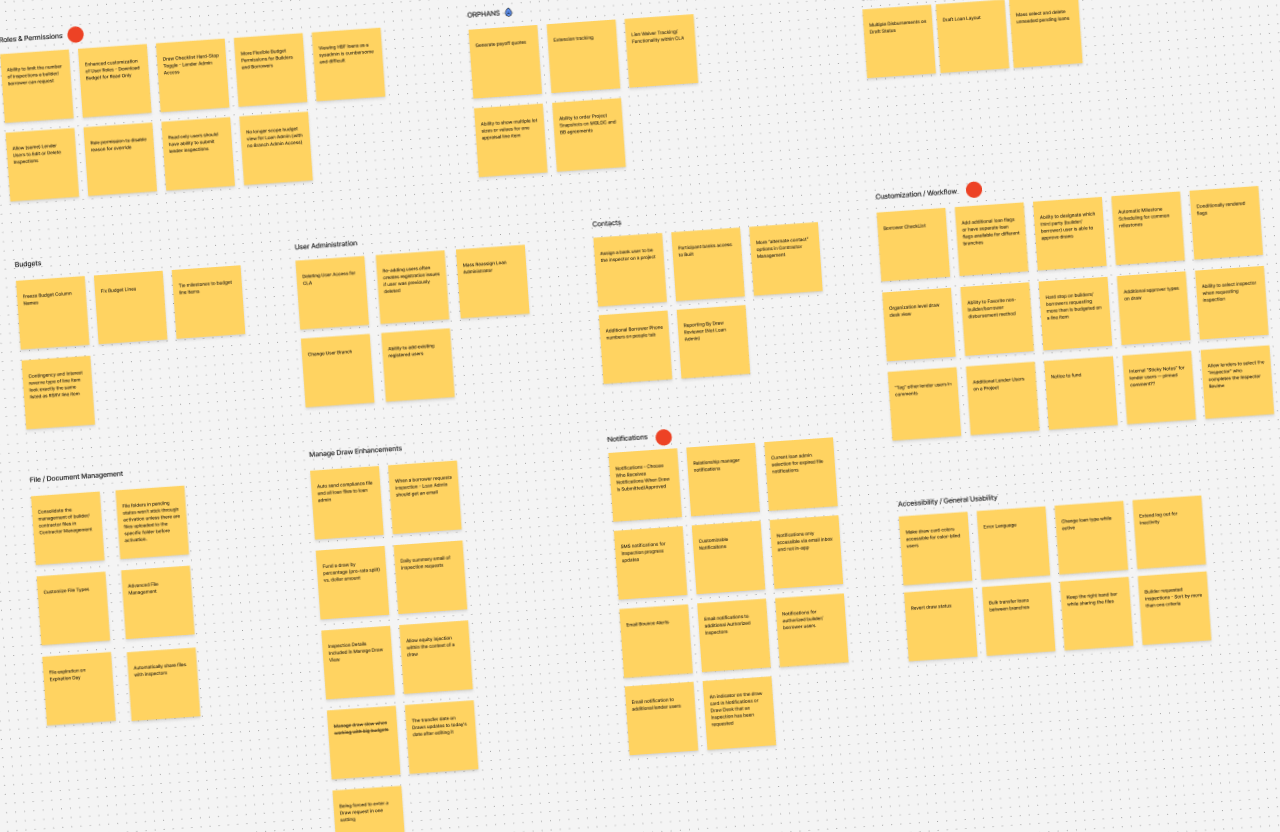 Roles & Permissions
Ability to limit the number
of inspections a builder/
borrower can request
Enhanced customization
of User Roles - Download
Budget for Read Only
Draw Checklist Hard-Stop
Toggle - Lender Admin
Access
More Flexible Budget
Permissions for Builders
and Borrowers
Viewing HBF teams as a
sysadmin is cumbersome
and difficult
Allow (some) Lender
Users to Edit or Delete
Inspections
Role permission to disable
reason for override
Read only users should
have ability to submit
lender inspections
No longer scope budget
view for Loan Admin (with
no Branch Admin Access)
ORPHANS
Generate payoff quotes
Extension tracking
Lien Waiver Tracking/
Functionality within CLA
Ability to show multiple lot
sizes or values for one
appraisal line item
Ability to order Project
Snapshots on WBLOC and
BB agreements
Multiple Disbursements on
Draft Status
Draft Loan Layout
Mass select and delete
unneeded pending loans
Budgets
Freeze Budget Column
Names
Fix Budget Lines
Tie milestones to budget
line items
Contingency and interest
reserve type of line item
look exactly the same
listed as RSRV line item
User Administration
Deleting User Access for
CLA
Re-adding users often
creates registration issues
if user was previously
deleted
Mass Reassign Loan
Administrator
Change User Branch
Ability to add existing
registered users
Contacts
Assign a bank user to be
the inspector on a project
Participant banks access
to Built
More "alternate contact"
options in Contractor
Management
Additional Borrower Phone
numbers on people tab
Reporting By Draw
Reviewer (Not Loan
Admin)
Customization / Workflow
Borrower Checklist
Add additional loan flags
or have separate loan
flags available for different
branches
Ability to designate which
third party (builder/
borrower) user is able to
approve draws
Automatic Milestone
Scheduling for common
milestones
Conditionally rendered
flags
Organization level draw
desk view
Ability to Favorite non-
builder/borrower
disbursement method
Hard stop on builders/
borrowers requesting
more than is budgeted on
a line item
Additional approver types
on draw
Ability to select inspector
when requesting
inspection
"Tag" other lender users in
comments
Additional Lender Users
on a Project
Notice to fund
Internal "Sticky Notes" for
lender users — pinned
comment??
Allow lenders to select the
"Inspector" who
completes the Inspector
Review
File / Document Management
Consolidate the
management of builder/
contractor files in
Contractor Management
File folders in pending
status won't stick through
activation unless there are
files uploaded to the
specific folder before
activation.
Customize File Types
Advanced File
Management
File expiration on
Expiration Day
Automatically share files
with Inspectors
Manage Draw Enhancements
Auto send compliance file
and all loan files to loan
admin
When a borrower requests
inspection - Loan Admin
should get an email
Fund a draw by
percentage (pro-rata split)
vs. dollar amount
Daily summary email of
inspection requests
Inspection Details
Included in Manage Draw
View
Allow equity injection
within the context of a
draw
Manage draw slow when
working with big budgets
The transfer date on
Draws updates to today's
date after editing it
Being forced to enter a
Draw request in one
setting
Notifications
Notifications - Choose
Who Receives
Notifications When Draw
is Submitted/Approved
Relationship manager
notifications
Current loan admin
selection for expired file
notifications
SMS notifications for
inspection progress
updates
Customizable
Notifications
Notifications only
accessible via email inbox
and not in app
Email Bounce Alerts
Email notifications to
additional Authorized
Inspectors
Notifications for
authorized builder/
borrower users
Email notification to
additional lender users
An indicator on the draw
card in Notifications or
Draw Desk that an
Inspection has been
requested
Accessibility / General Usability
Make draw card colors
accessible for color-blind
users
Error Language
Change loan type while
active
Extend log out for
inactivity
Revert draw status
Bulk transfer loans
between branches
Keep the right hand bar
while sharing the files
Builder requested
inspections - Sort by more
than one criteria